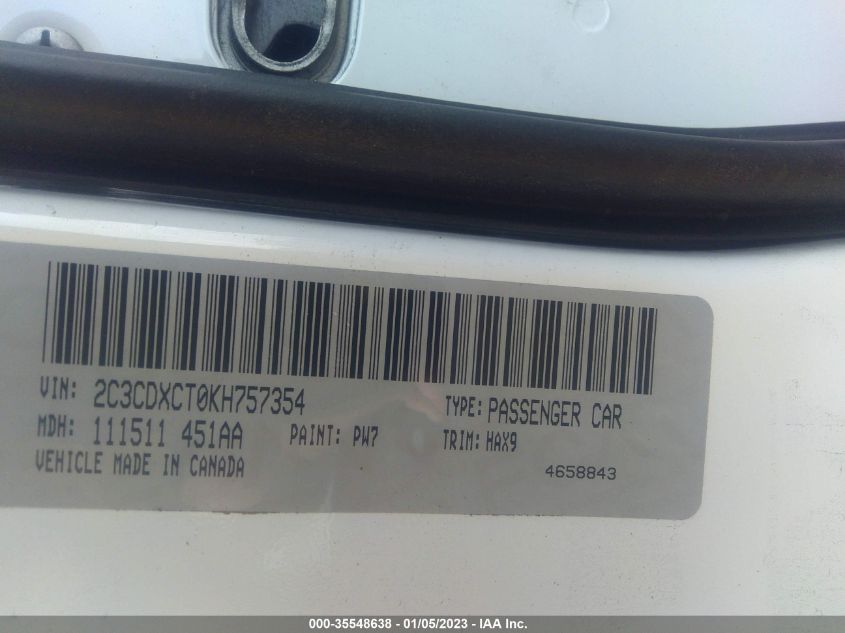 VIN: 2C3CDXCT0KH757354 TYPE: PASSENGER CAR
MDH: 111511 451AA PAINT: PW7 TRIM: HAX9
VEHICLE MADE IN CANADA 4658843
000-35548638 - 01/05/2023 - IAA Inc.